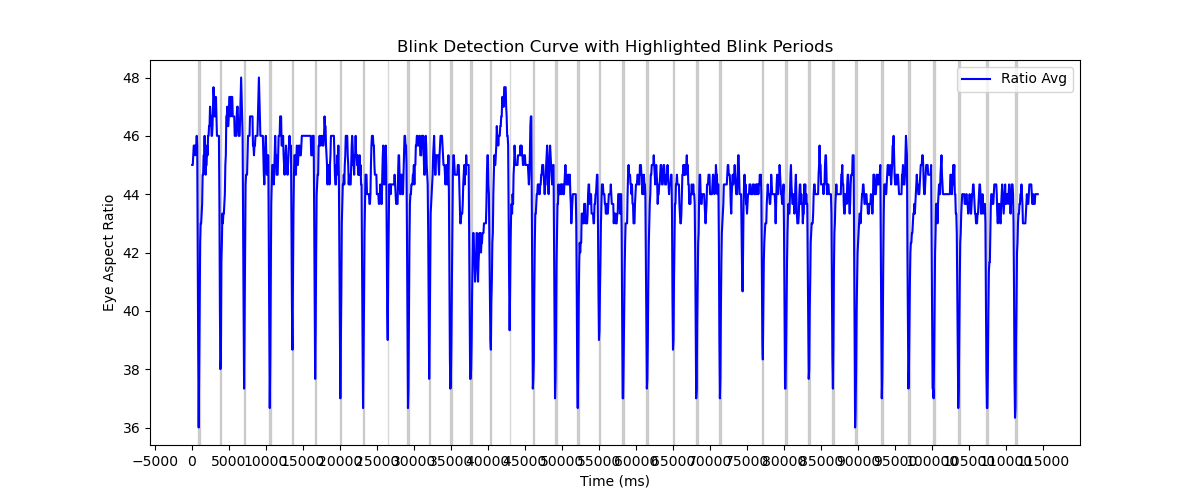 Blink Detection Curve with Highlighted Blink Periods
Ratio Avg
48
46
44
42
40
38
36
Eye Aspect Ratio
−5000 0 5000 10000 15000 20000 25000 30000 35000 40000 45000 50000 55000 60000 65000 70000 75000 80000 85000 90000 95000 100000 105000 110000 115000
Time (ms)